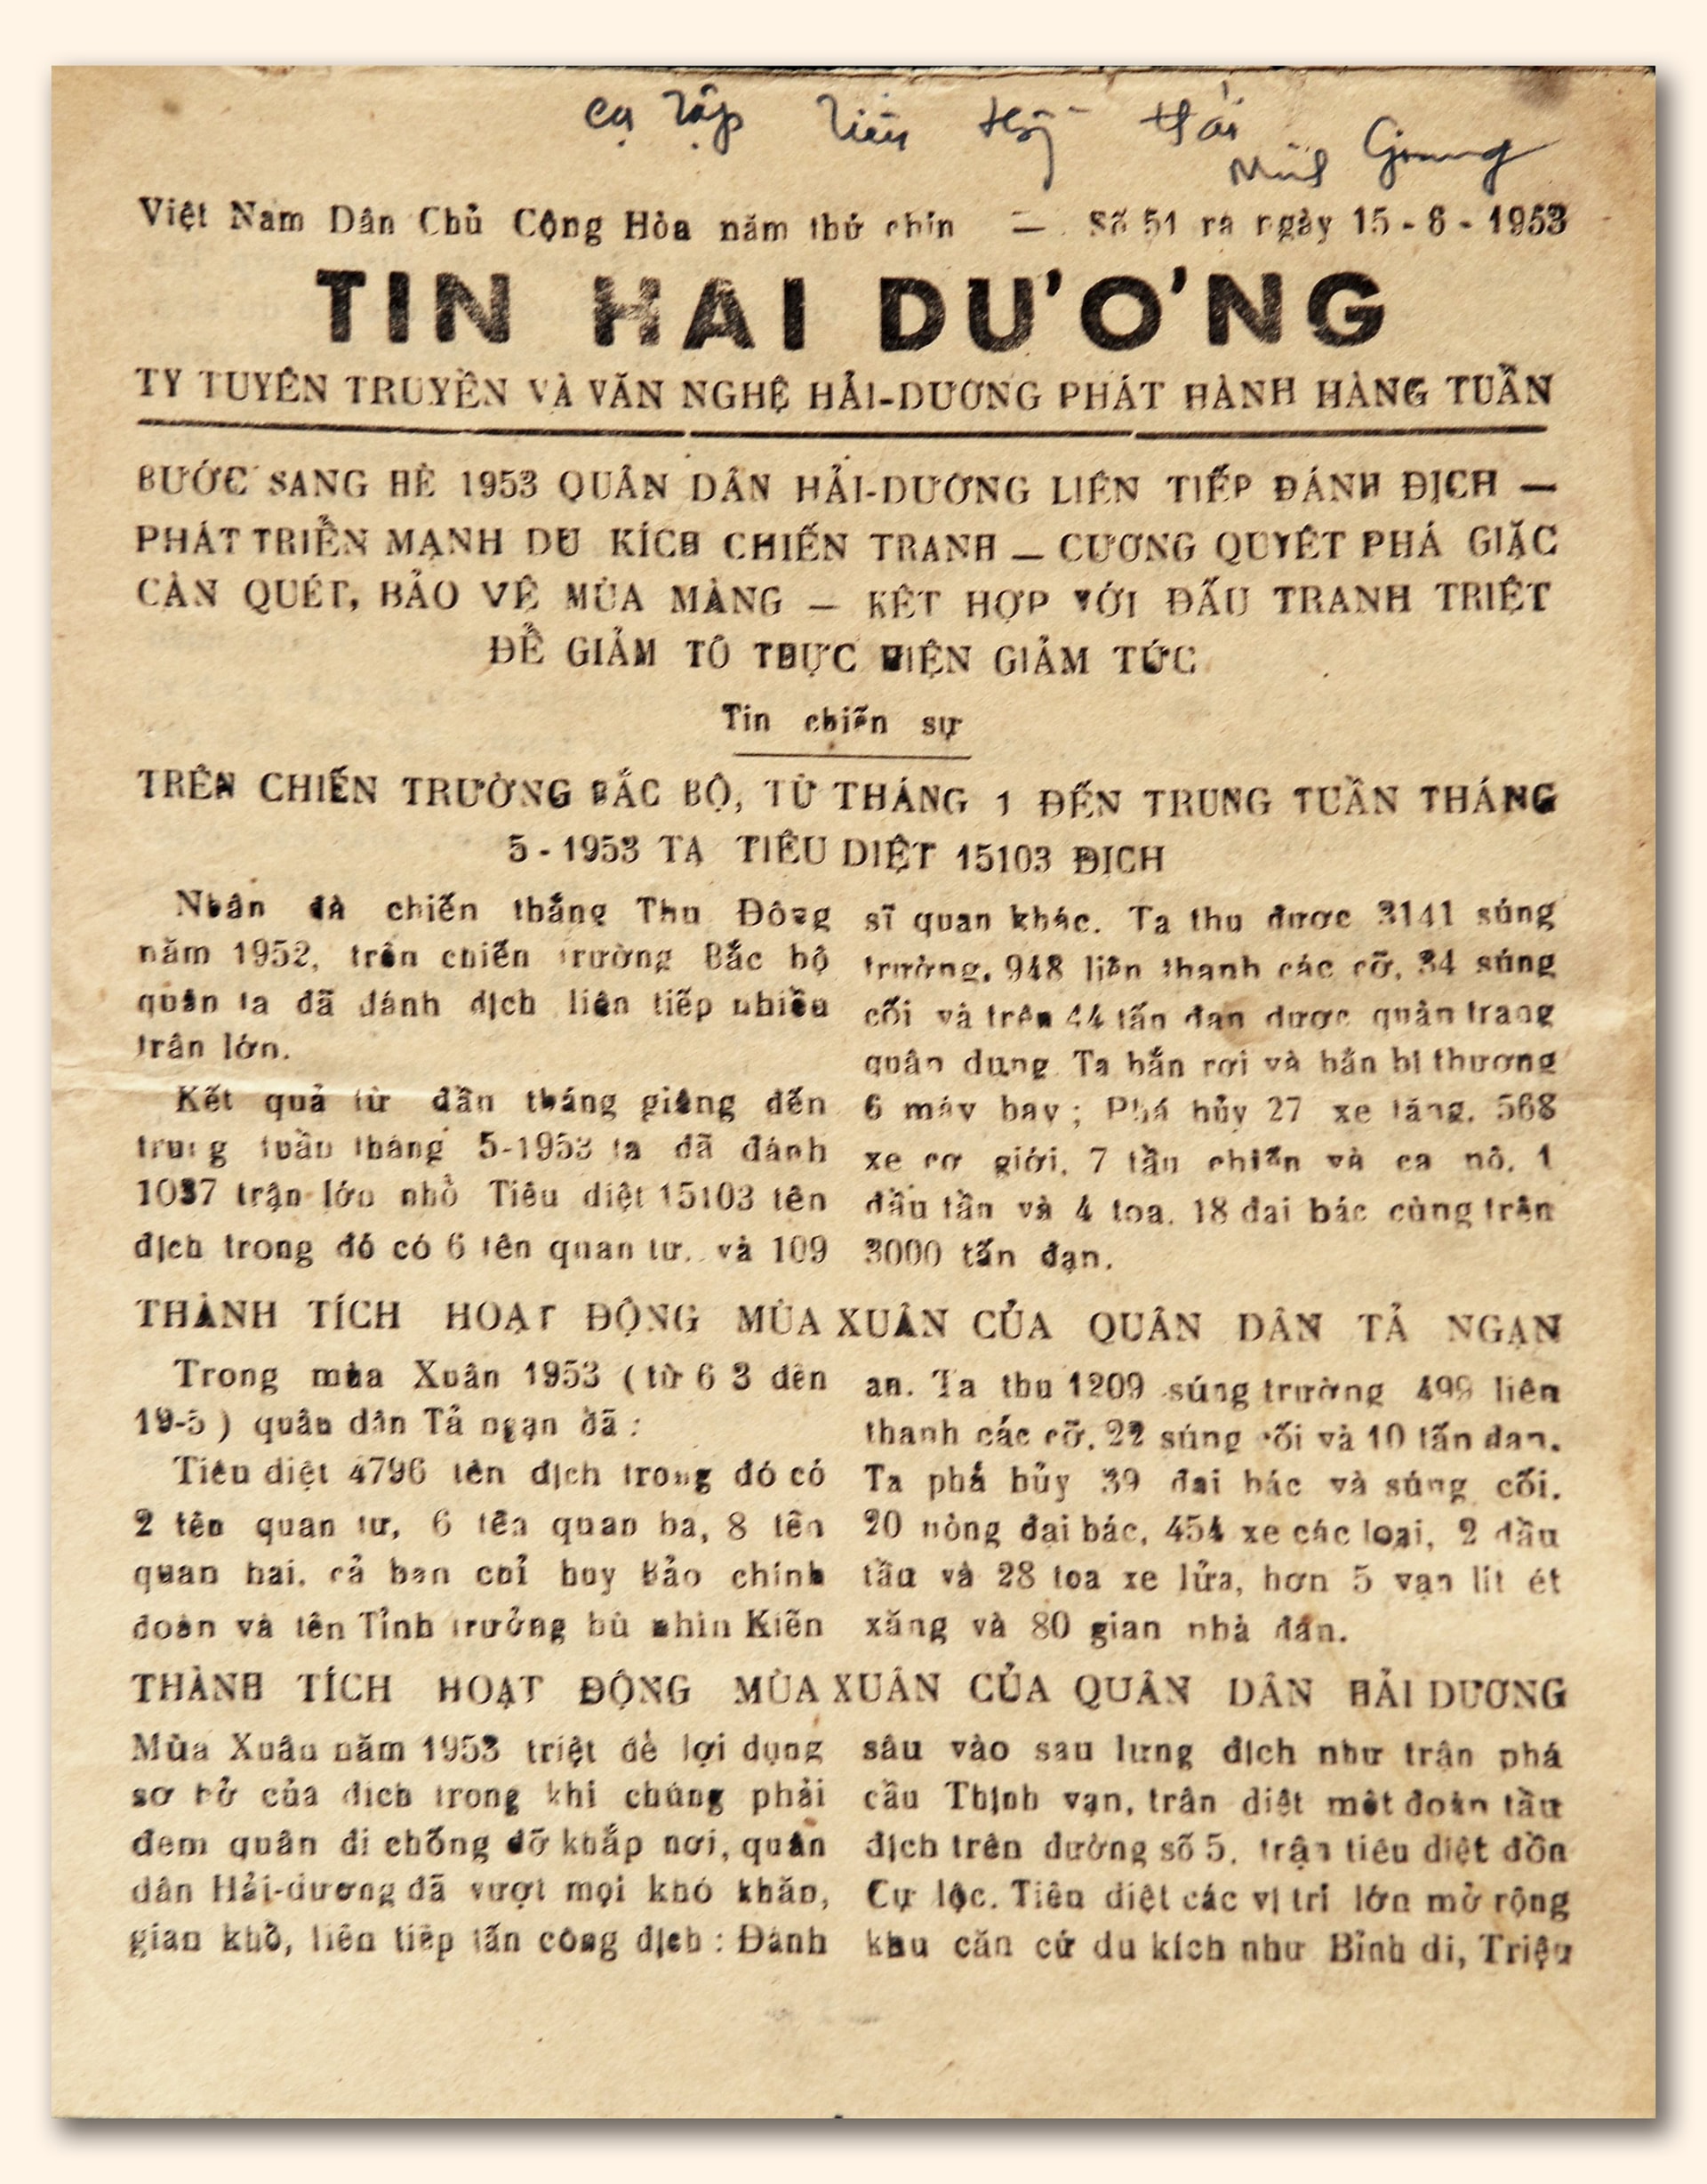 Việt Nam Dân Chủ Cộng Hòa năm thứ chín — Số 51 ra ngày 15-6-1953
TIN HAI DƯƠNG
TY TUYÊN TRUYỀN VÀ VĂN NGHỆ HẢI-DƯƠNG PHÁT HÀNH HÀNG TUẦN
BƯỚC SANG HÈ 1953 QUÂN DÂN HẢI-DƯƠNG LIÊN TIẾP ĐÁNH ĐỊCH —
PHÁT TRIỂN MẠNH DU KÍCH CHIẾN TRANH — CƯƠNG QUYẾT PHÁ GIẶC
CÀN QUÉT, BẢO VỆ MÙA MÀNG — KẾT HỢP VỚI ĐẤU TRANH TRIỆT
ĐỂ GIẢM TÔ THỰC HIỆN GIẢM TỨC
Tin chiến sự
TRÊN CHIẾN TRƯỜNG BẮC BỘ, TỪ THÁNG 1 ĐẾN TRUNG TUẦN THÁNG
5-1953 TA TIÊU DIỆT 15103 ĐỊCH
Nhân đà chiến thắng Thu Đông
năm 1952, trên chiến trường Bắc bộ
quân ta đã đánh địch liên tiếp nhiều
trận lớn.
Kết quả từ đầu tháng giêng đến
trung tuần tháng 5-1953 ta đã đánh
1037 trận lớn nhỏ Tiêu diệt 15103 tên
địch trong đó có 6 tên quan tư, và 109
sĩ quan khác. Ta thu được 3141 súng
trường, 948 liên thanh các cỡ, 34 súng
cối và trên 44 tấn đạn dược quân trang
quân dụng Ta bắn rơi và bắn bị thương
6 máy bay ; Phá hủy 27 xe tăng, 568
xe cơ giới, 7 tầu chiến và ca nô, 1
đầu tầu và 4 toa, 18 đại bác cùng trên
3000 tấn đạn.
THÀNH TÍCH HOẠT ĐỘNG MÙA XUÂN CỦA QUÂN DÂN TẢ NGẠN
Trong mùa Xuân 1953 ( từ 6 3 đến
19-5 ) quân dân Tả ngạn đã :
Tiêu diệt 4796 tên địch trong đó có
2 tên quan tư, 6 tên quan ba, 8 tên
quan hai, cả ban chỉ huy Bảo chính
đoàn và tên Tỉnh trưởng bù nhìn Kiến
an. Ta thu 1209 súng trường 499 liên
thanh các cỡ, 22 súng cối và 10 tấn đạn.
Ta phá hủy 39 đại bác và súng cối,
20 nòng đại bác, 454 xe các loại, 2 đầu
tầu và 28 toa xe lửa, hơn 5 vạn lít ét
xăng và 80 gian nhà đán.
THÀNH TÍCH HOẠT ĐỘNG MÙA XUÂN CỦA QUÂN DÂN HẢI DƯƠNG
Mùa Xuân năm 1953 triệt để lợi dụng
sơ hở của địch trong khi chúng phải
đem quân đi chống đỡ khắp nơi, quân
dân Hải-dương đã vượt mọi khó khăn,
gian khổ, liên tiếp tấn công địch : Đánh
sâu vào sau lưng địch như trận phá
cầu Thịnh vạn, trận diệt một đoàn tầu
địch trên đường số 5, trận tiêu diệt đồn
Cự lộc. Tiêu diệt các vị trí lớn mở rộng
khu căn cứ du kích như Bình di, Triệu